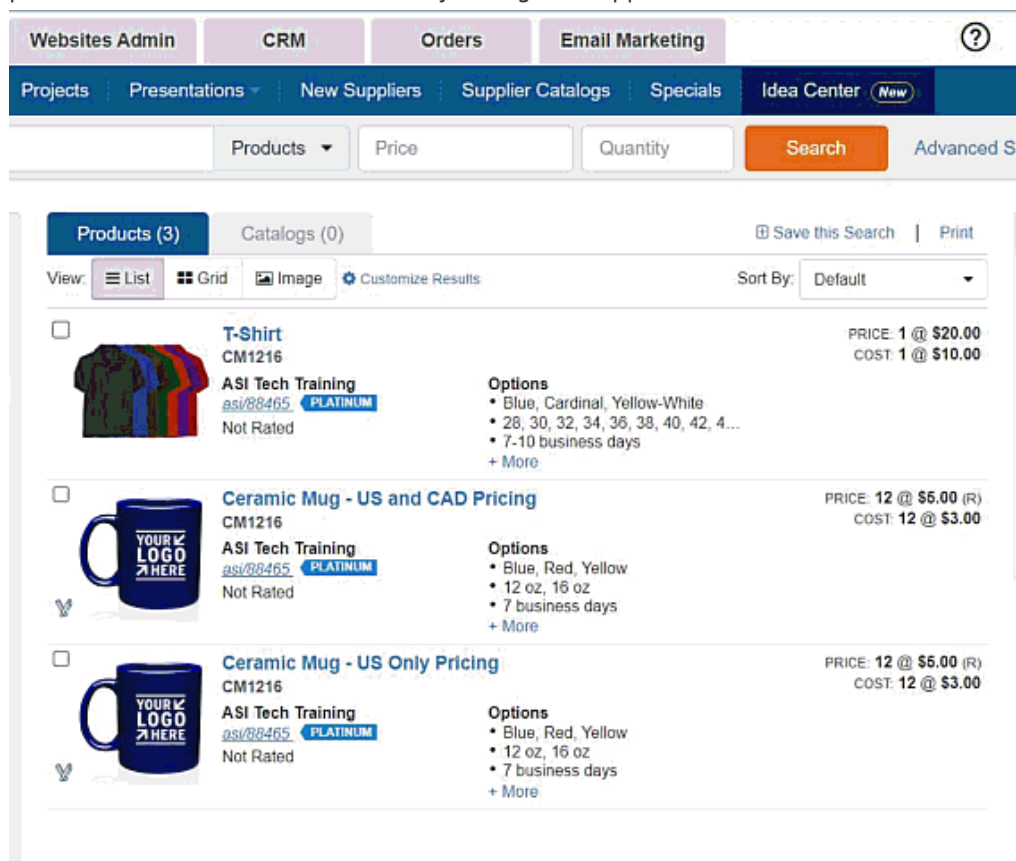 Websites Admin CRM Orders Email Marketing
Projects Presentations New Suppliers Supplier Catalogs Specials Idea Center New
Products Price Quantity Search Advanced S
Products (3) Catalogs (0) Save this Search | Print
View: List Grid Image Customize Results Sort By: Default
T-Shirt PRICE: 1 @ $20.00
CM1216 COST: 1 @ $10.00
ASI Tech Training Options
asi/88465 PLATINUM • Blue, Cardinal, Yellow-White
Not Rated • 28, 30, 32, 34, 36, 38, 40, 42, 4...
• 7-10 business days
+ More
Ceramic Mug - US and CAD Pricing PRICE: 12 @ $5.00 (R)
CM1216 COST: 12 @ $3.00
ASI Tech Training Options
asi/88465 PLATINUM • Blue, Red, Yellow
Not Rated • 12 oz, 16 oz
• 7 business days
+ More
YOUR
LOGO
HERE
Ceramic Mug - US Only Pricing PRICE: 12 @ $5.00 (R)
CM1216 COST: 12 @ $3.00
ASI Tech Training Options
asi/88465 PLATINUM • Blue, Red, Yellow
Not Rated • 12 oz, 16 oz
• 7 business days
+ More
YOUR
LOGO
HERE